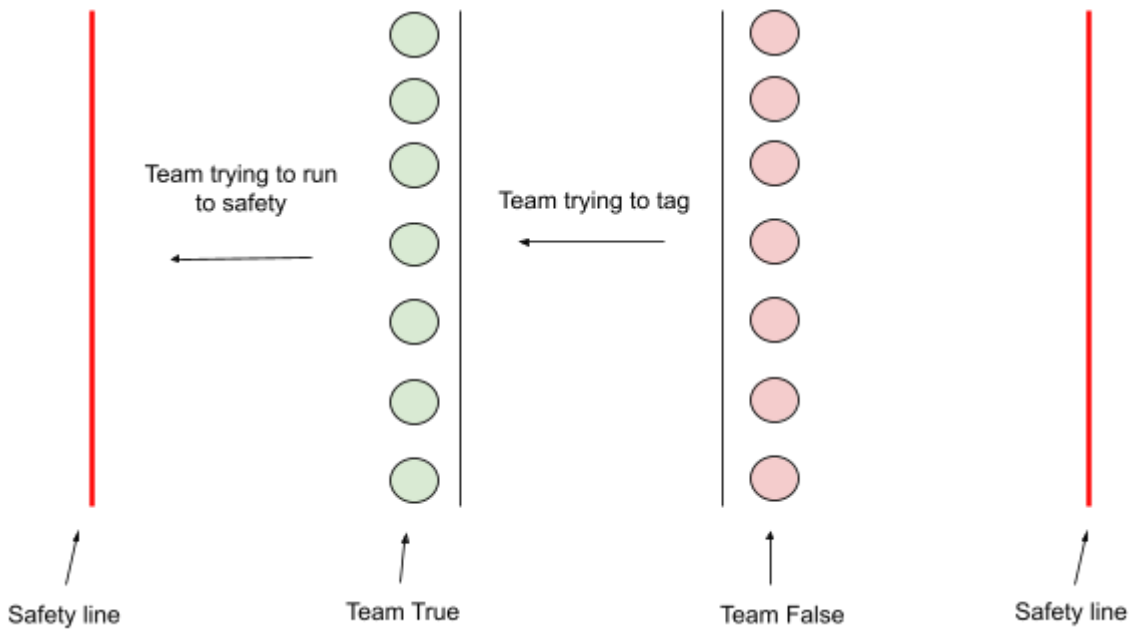 Team trying to run
to safety
Team trying to tag
Safety line
Team True
Team False
Safety line